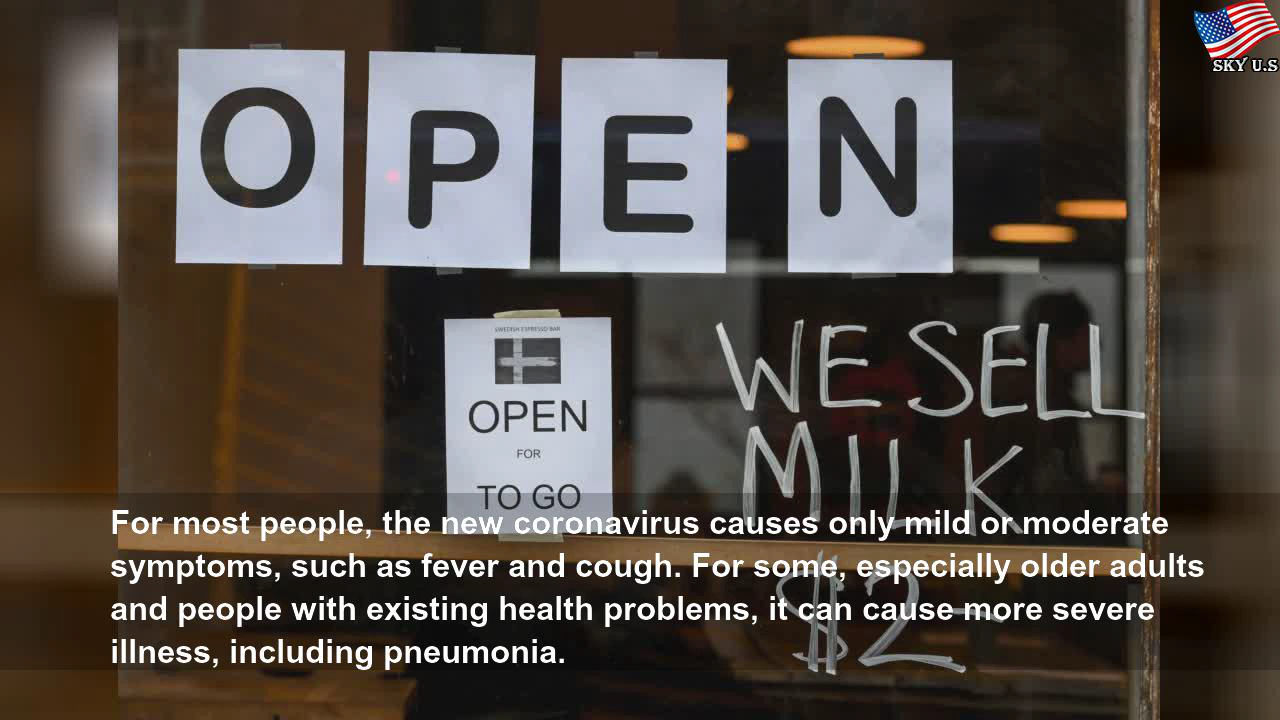 SKY U.S
OPEN
SWEDISH ESPRESSO BAR
OPEN
FOR
TO GO
WE SELL
MILK
$2-
For most people, the new coronavirus causes only mild or moderate
symptoms, such as fever and cough. For some, especially older adults
and people with existing health problems, it can cause more severe
illness, including pneumonia.